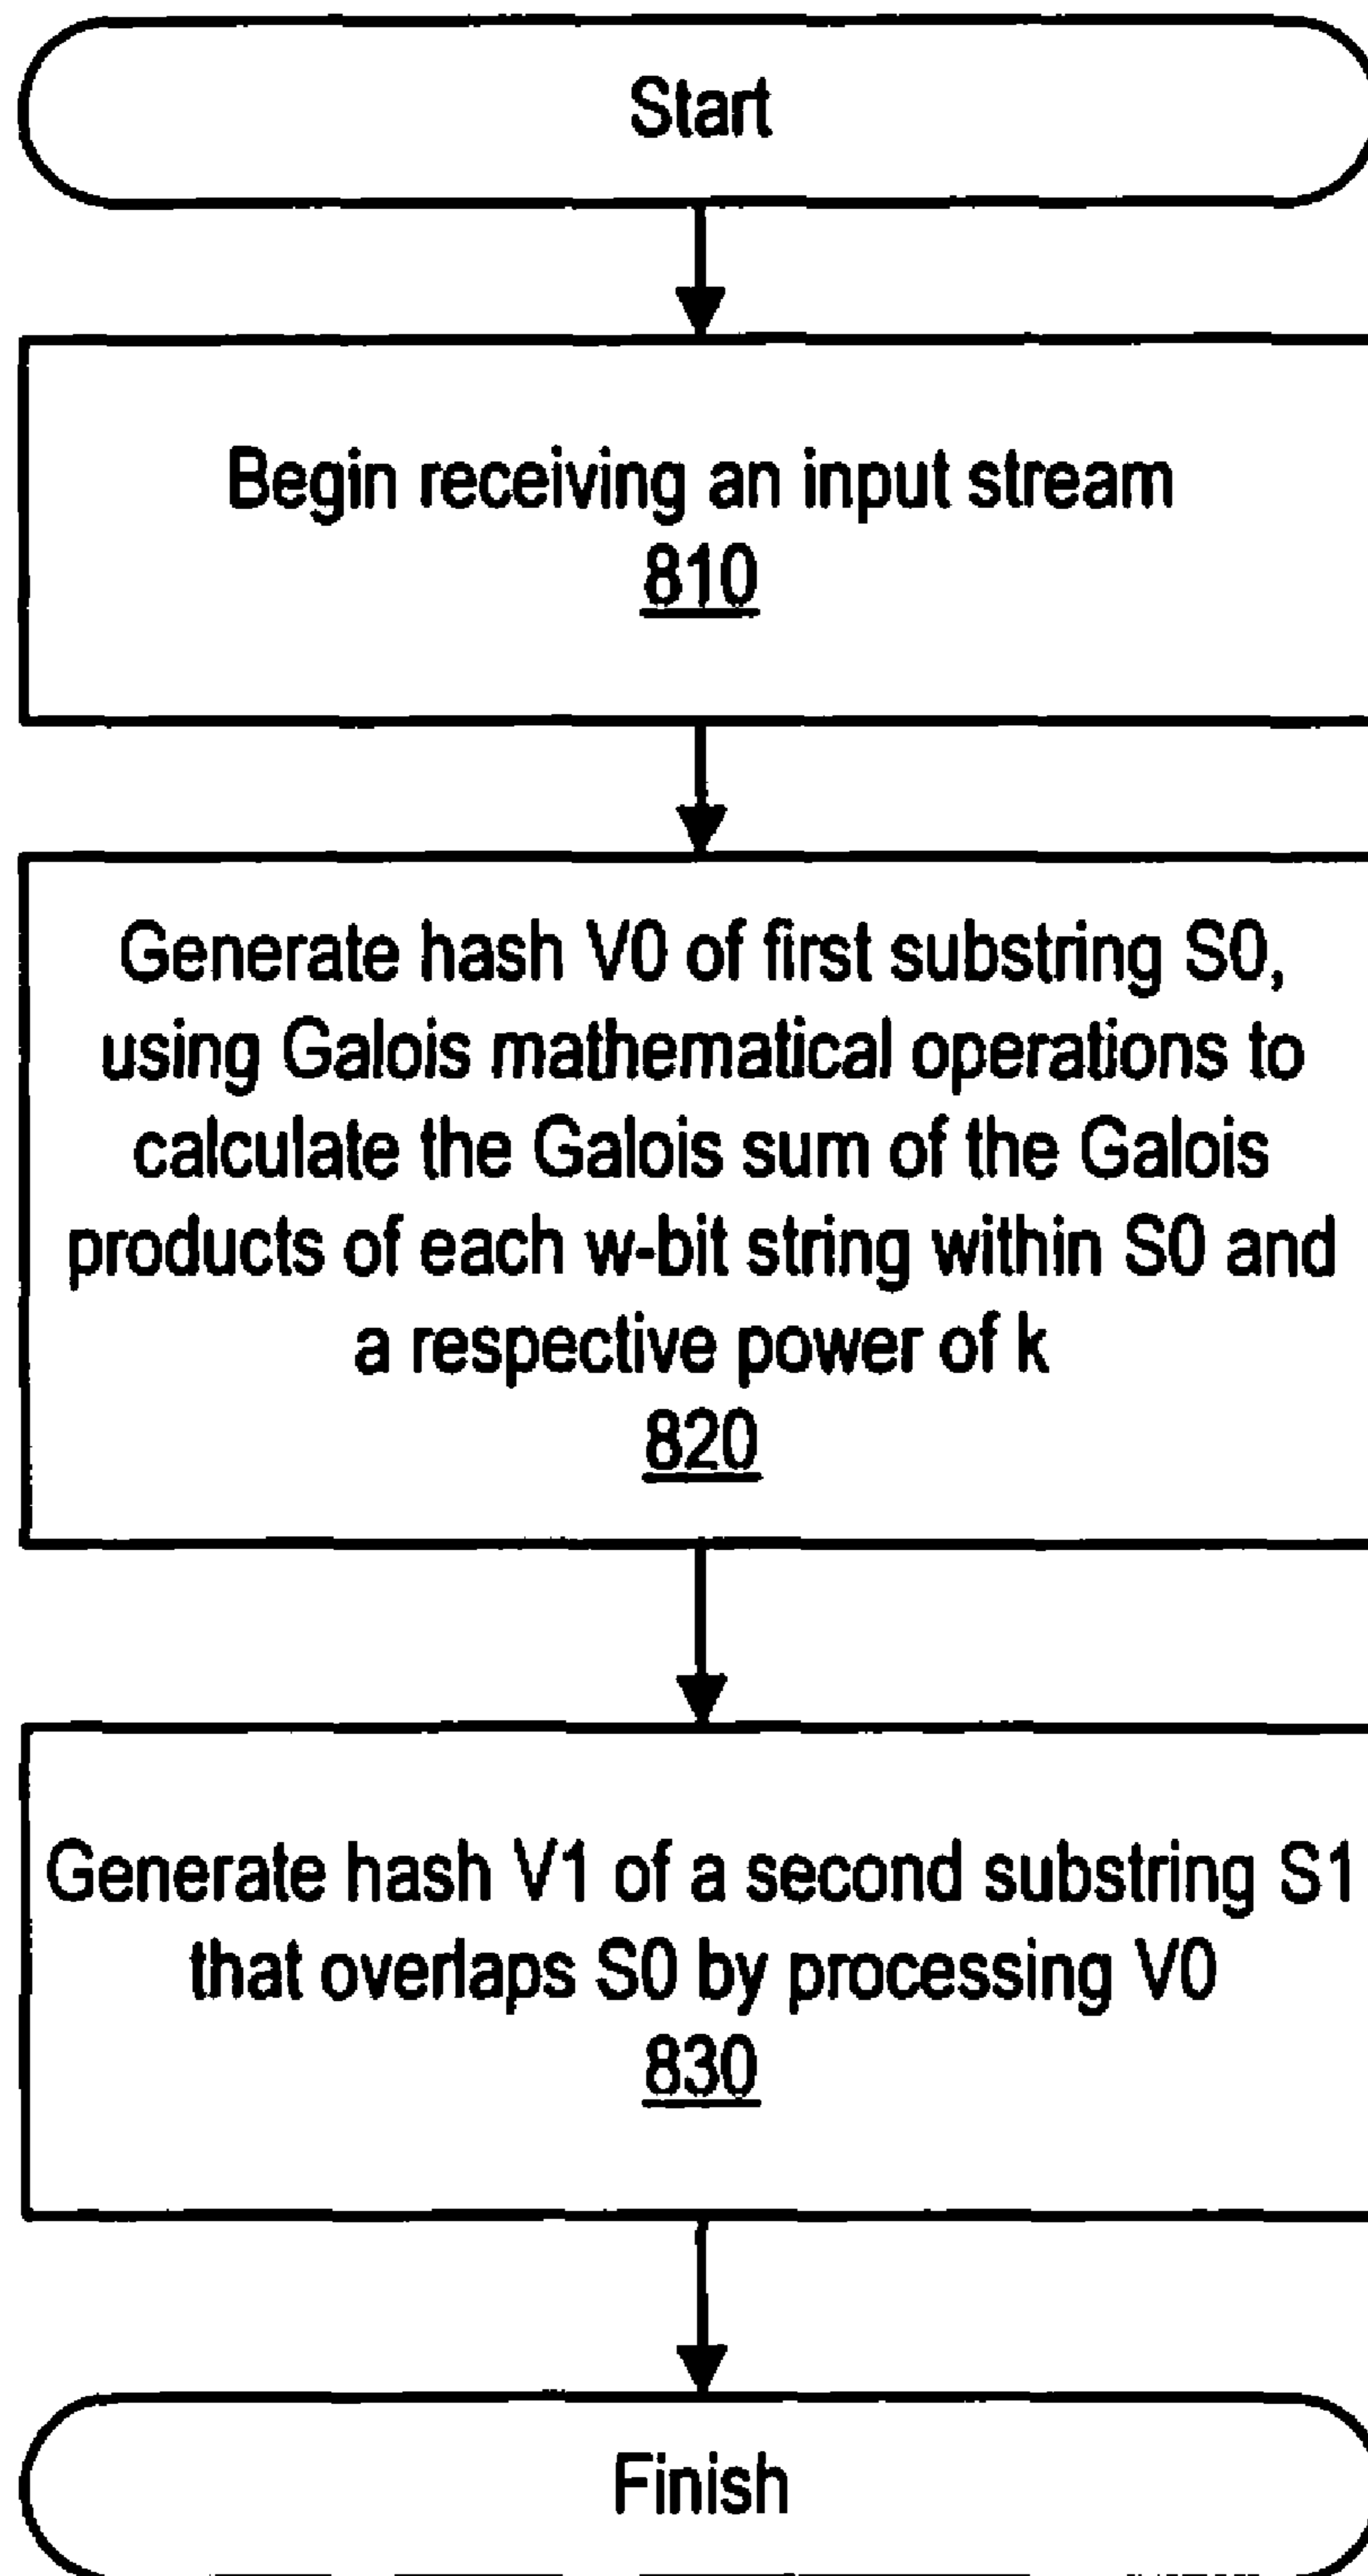 Start
Begin receiving an input stream
810
Generate hash V0 of first substring S0,
using Galois mathematical operations to
calculate the Galois sum of the Galois
products of each w-bit string within S0 and
a respective power of k
820
Generate hash V1 of a second substring S1
that overlaps S0 by processing V0
830
Finish